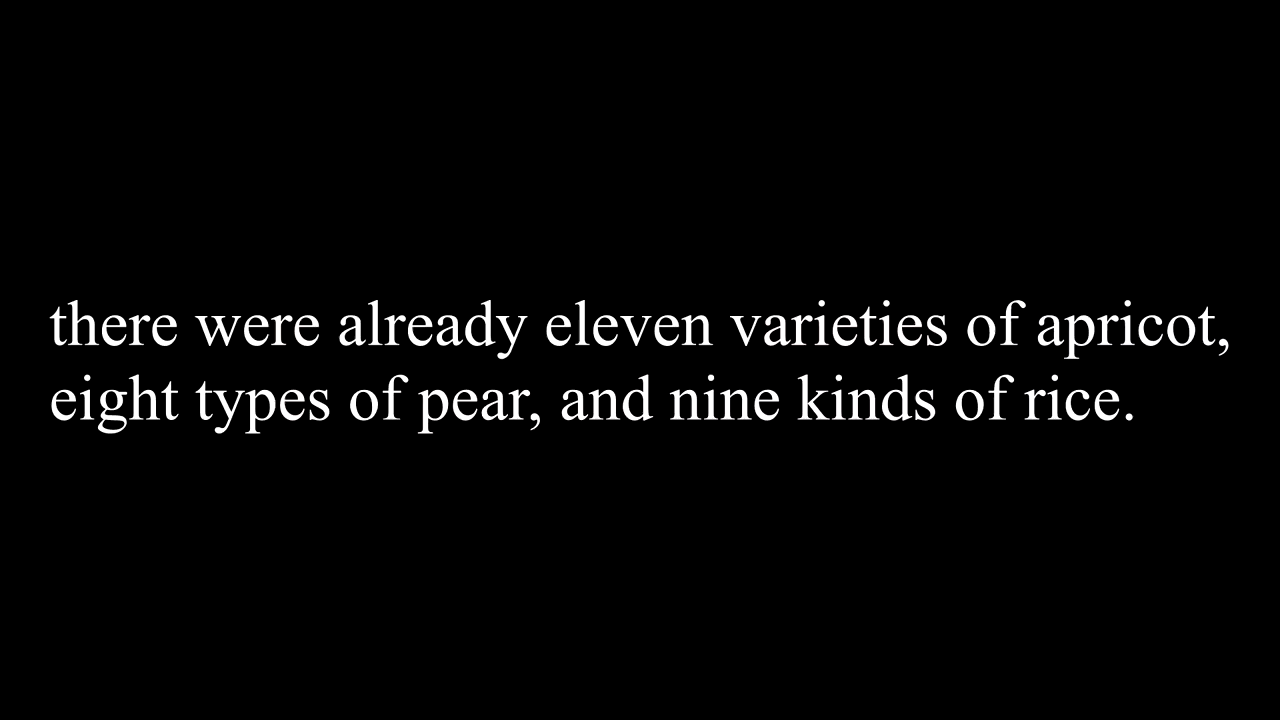 there were already eleven varieties of apricot,
eight types of pear, and nine kinds of rice.